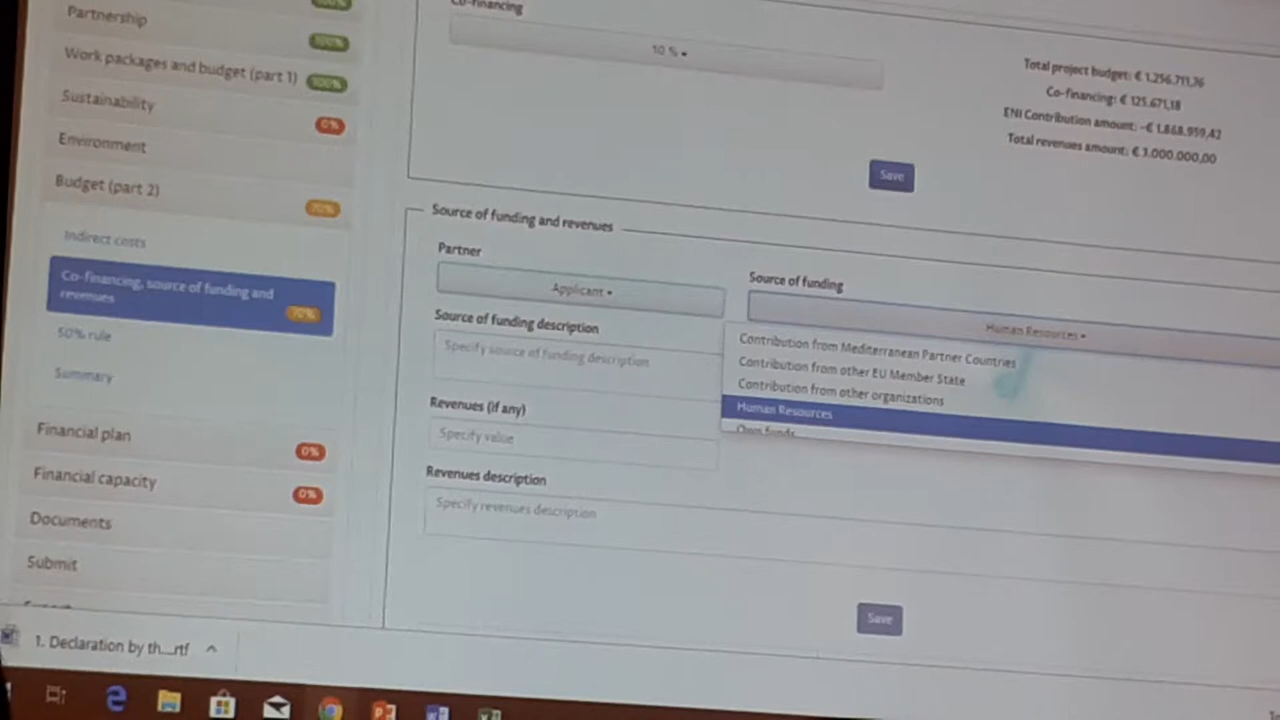 Partnership
100%
Work packages and budget (part 1)
100%
Sustainability
0%
Environment
Budget (part 2)
70%
Indirect costs
Co-financing, source of funding and
revenues
70%
50% rule
Summary
Financial plan
0%
Financial capacity
0%
Documents
Submit
Co-financing
10 %
Total project budget: € 1.256.711,76
Co-financing: € 125.671,18
ENI Contribution amount: -€ 1.868.959,42
Total revenues amount: € 3.000.000,00
Save
Source of funding and revenues
Partner
Applicant
Source of funding
Human Resources
Contribution from Mediterranean Partner Countries
Contribution from other EU Member State
Contribution from other organizations
Human Resources
Own funds
Source of funding description
Specify source of funding description
Revenues (if any)
Specify value
Revenues description
Specify revenues description
Save
1. Declaration by th....rtf